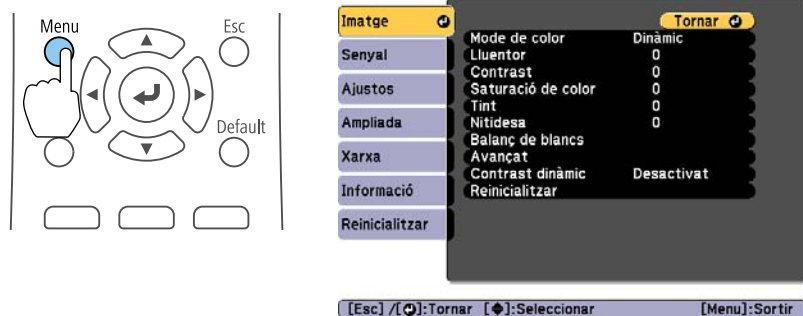 Menu
Esc
Default
Imatge
Senyal
Ajustos
Ampliada
Xarxa
Informació
Reinicialitzar
Tornar
Mode de color Dinàmic
Lluentor 0
Contrast 0
Saturació de color 0
Tint 0
Nitidesa 0
Balanç de blancs
Avançat
Contrast dinàmic Desactivat
Reinicialitzar
[Esc] /[]:Tornar []:Seleccionar [Menu]:Sortir